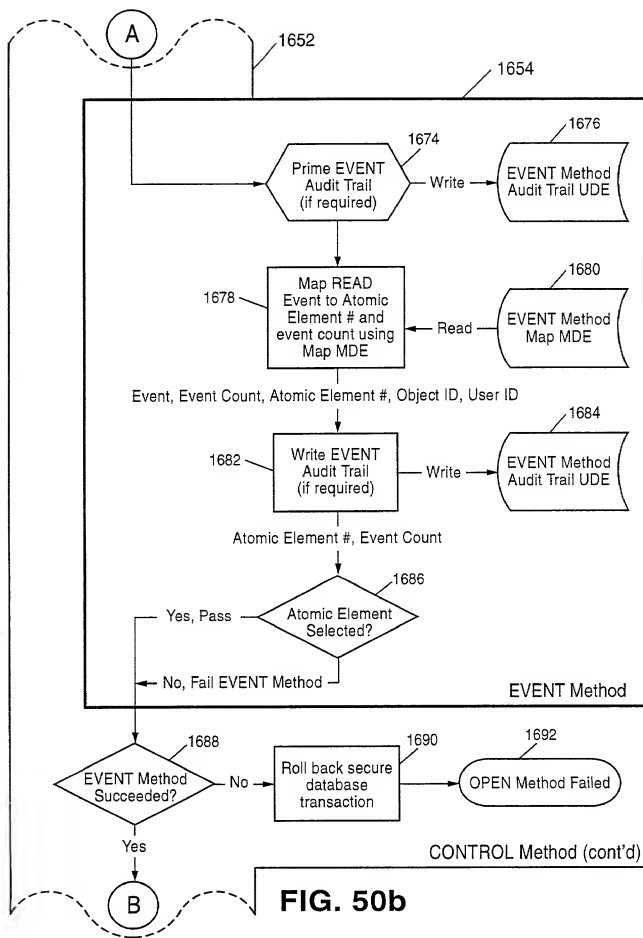 A
1652
1654
1674
1676
Prime EVENT
Audit Trail
(if required)
Write
EVENT Method
Audit Trail UDE
1678
Map READ
Event to Atomic
Element # and
event count using
Map MDE
Read
1680
EVENT Method
Map MDE
Event, Event Count, Atomic Element #, Object ID, User ID
1682
Write EVENT
Audit Trail
(if required)
Write
1684
EVENT Method
Audit Trail UDE
Atomic Element #, Event Count
1686
Atomic Element
Selected?
Yes, Pass
No, Fail EVENT Method
EVENT Method
1688
EVENT Method
Succeeded?
No
1690
Roll back secure
database
transaction
1692
OPEN Method Failed
Yes
CONTROL Method (cont'd)
B
FIG. 50b